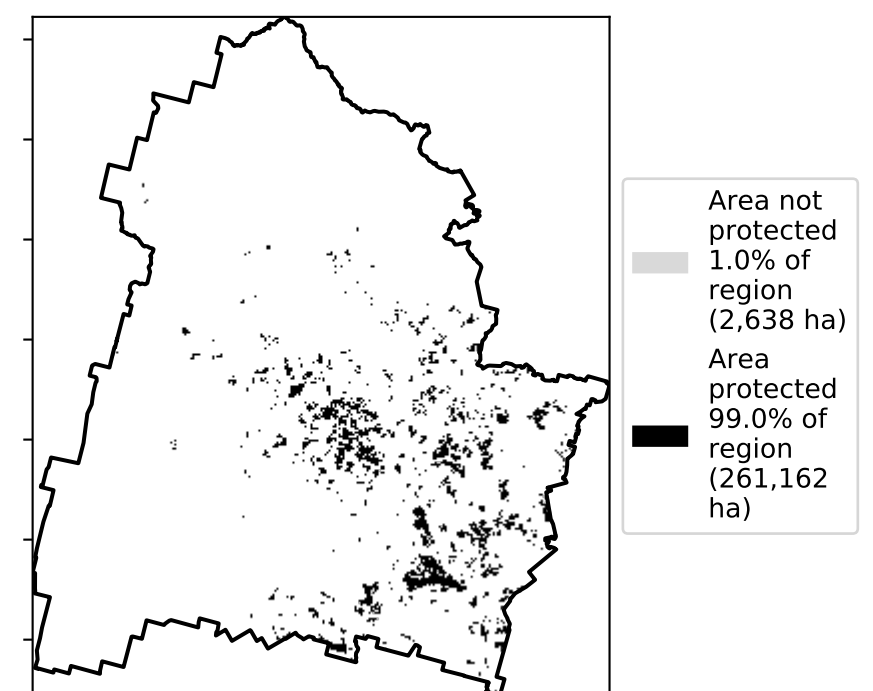 Area not
protected
1.0% of
region
(2,638 ha)
Area
protected
99.0% of
region
(261,162
ha)